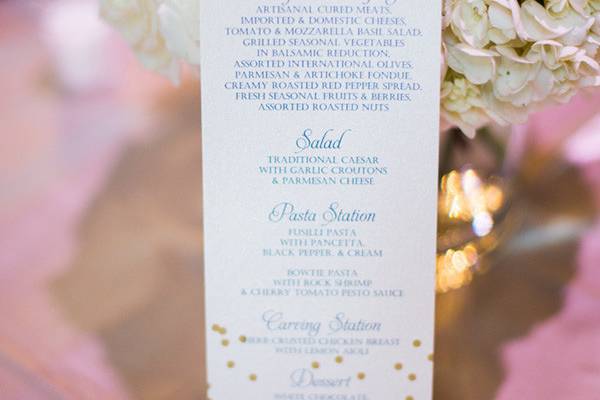 ARTISANAL CURED MEATS,
IMPORTED & DOMESTIC CHEESES,
TOMATO & MOZZARELLA BASIL SALAD,
GRILLED SEASONAL VEGETABLES
IN BALSAMIC REDUCTION,
ASSORTED INTERNATIONAL OLIVES,
PARMESAN & ARTICHOKE FONDUE,
CREAMY ROASTED RED PEPPER SPREAD,
FRESH SEASONAL FRUITS & BERRIES,
ASSORTED ROASTED NUTS
Salad
TRADITIONAL CAESAR
WITH GARLIC CROUTONS
& PARMESAN CHEESE
Pasta Station
FUSILLI PASTA
WITH PANCETTA,
BLACK PEPPER, & CREAM
BOWTIE PASTA
WITH ROCK SHRIMP
& CHERRY TOMATO PESTO SAUCE
Carving Station
HERB-CRUSTED CHICKEN BREAST
WITH LEMON AIOLI
Dessert